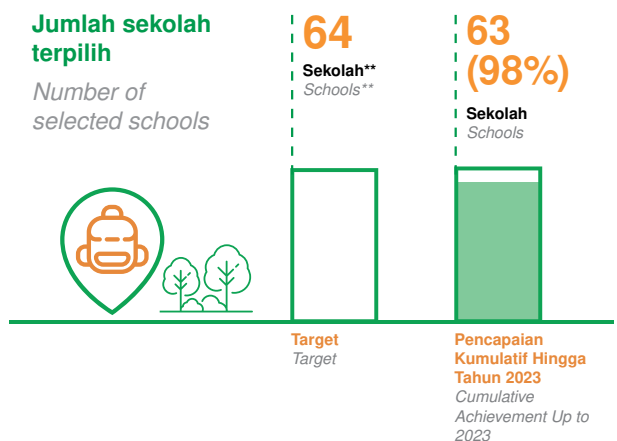 Jumlah sekolah
terpilih
Number of
selected schools
64
Sekolah**
Schools**
63
(98%)
Sekolah
Schools
Target
Target
Pencapaian
Kumulatif Hingga
Tahun 2023
Cumulative
Achievement Up to
2023